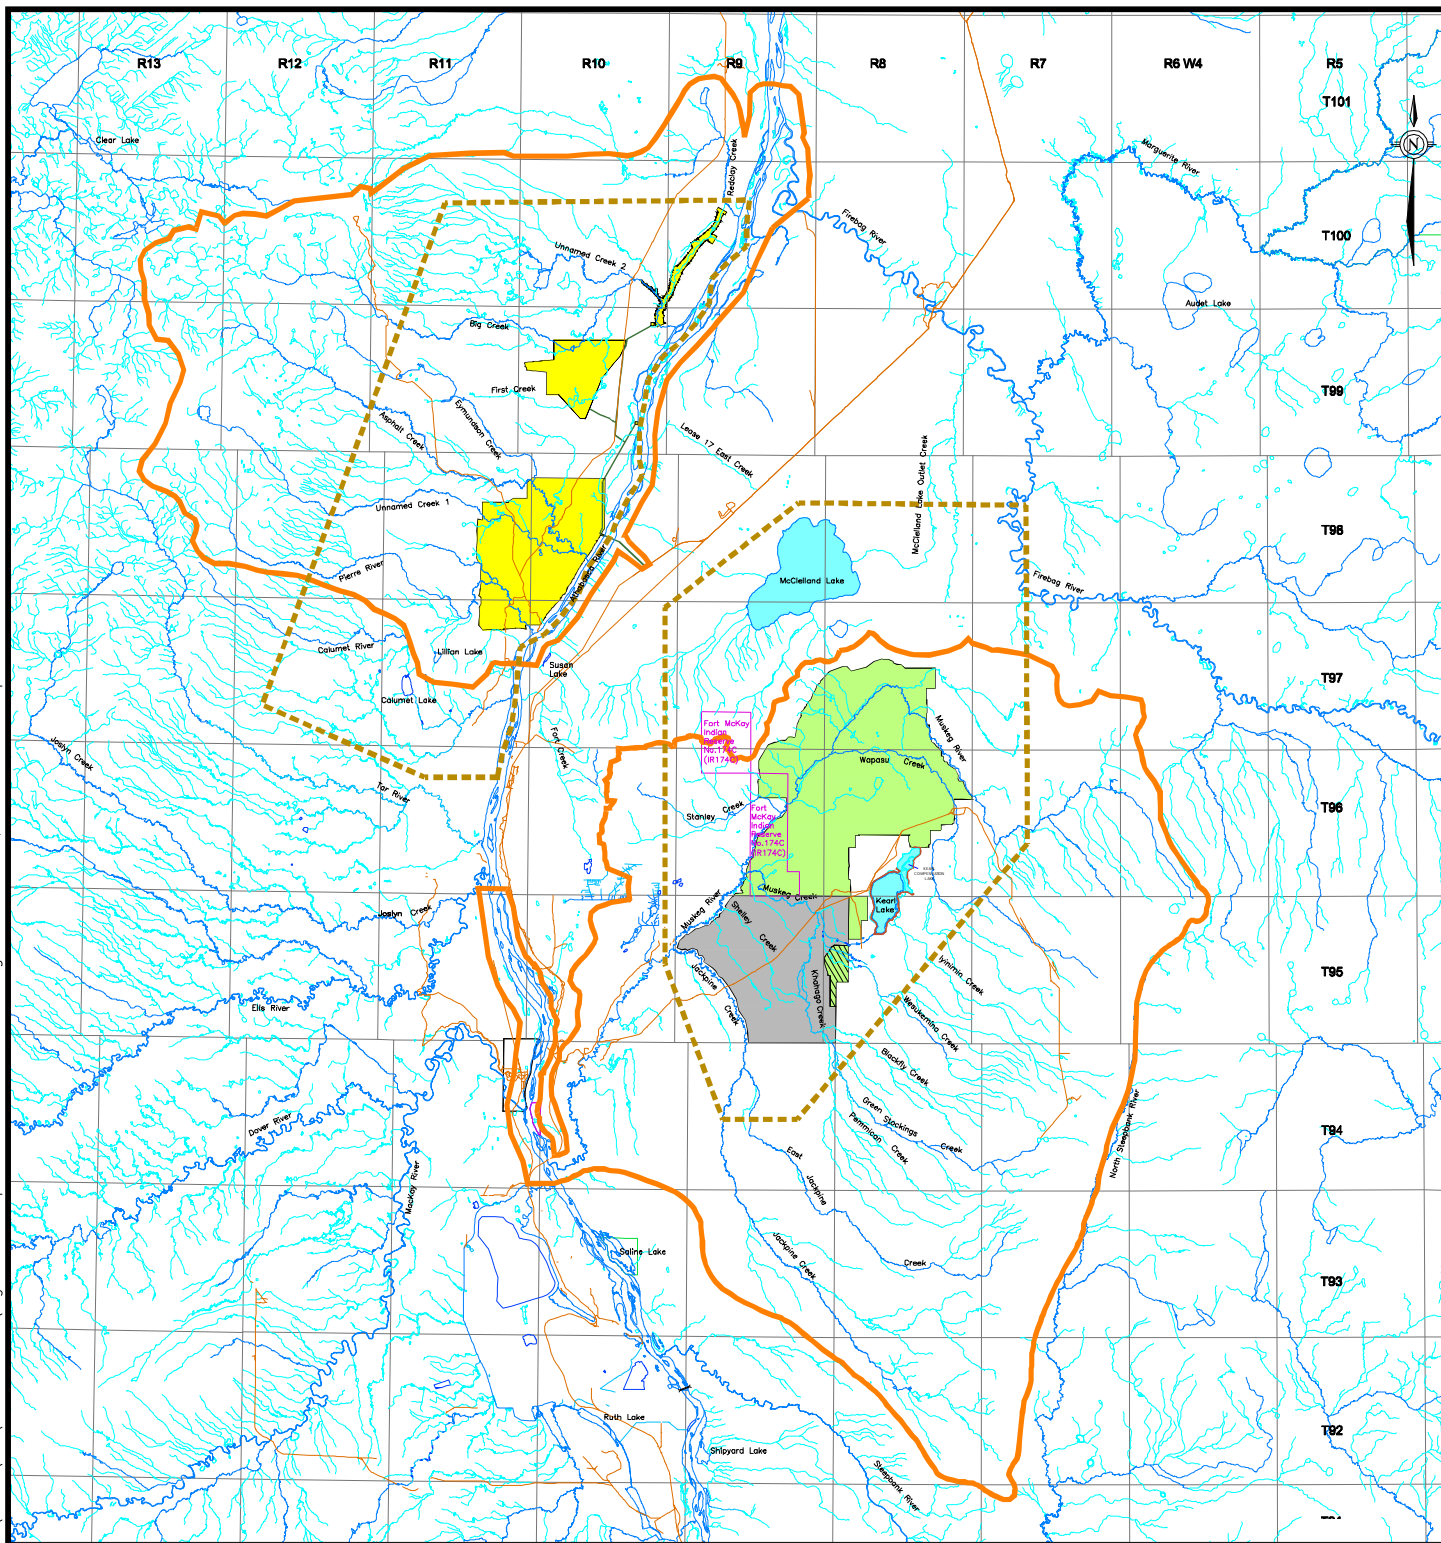 R13
R12
R11
R10
R9
R8
R7
R6 W4
R5
T101
N
Clear Lake
Redclay Creek
Marguerite River
Firebag River
T100
Unnamed Creek 2
Audet Lake
Big Creek
First Creek
T99
Eymundson Creek
Asphalt Creek
Lease 17 East Creek
McClelland Lake Outlet Creek
Unnamed Creek 1
T98
Pierre River
Athabasca River
McClelland Lake
Firebag River
Calumet River
Lillian Lake
Susan
Lake
T97
Calumet Lake
Fort McKay
Indian
Reserve
No.174C
(IR174C)
Muskeg River
Joslyn Creek
Fort Creek
Wapasu Creek
Tar River
Stanley Creek
Fort
McKay
Indian
Reserve
No.174C
(IR174C)
T96
COMPENSATION
LAKE
Muskeg Creek
Kearl
Lake
Joslyn Creek
Muskeg River
Shelley Creek
Iyinimin Creek
T95
Jackpine Creek
Khahago Creek
Ells River
Wesukemina Creek
Blackfly Creek
Dover River
Green Stockings Creek
Pemmican Creek
North Steepbank River
T94
East Jackpine Creek
MacKay River
Saline Lake
Jackpine Creek
T93
Ruth Lake
Shipyard Lake
Steepbank River
T92